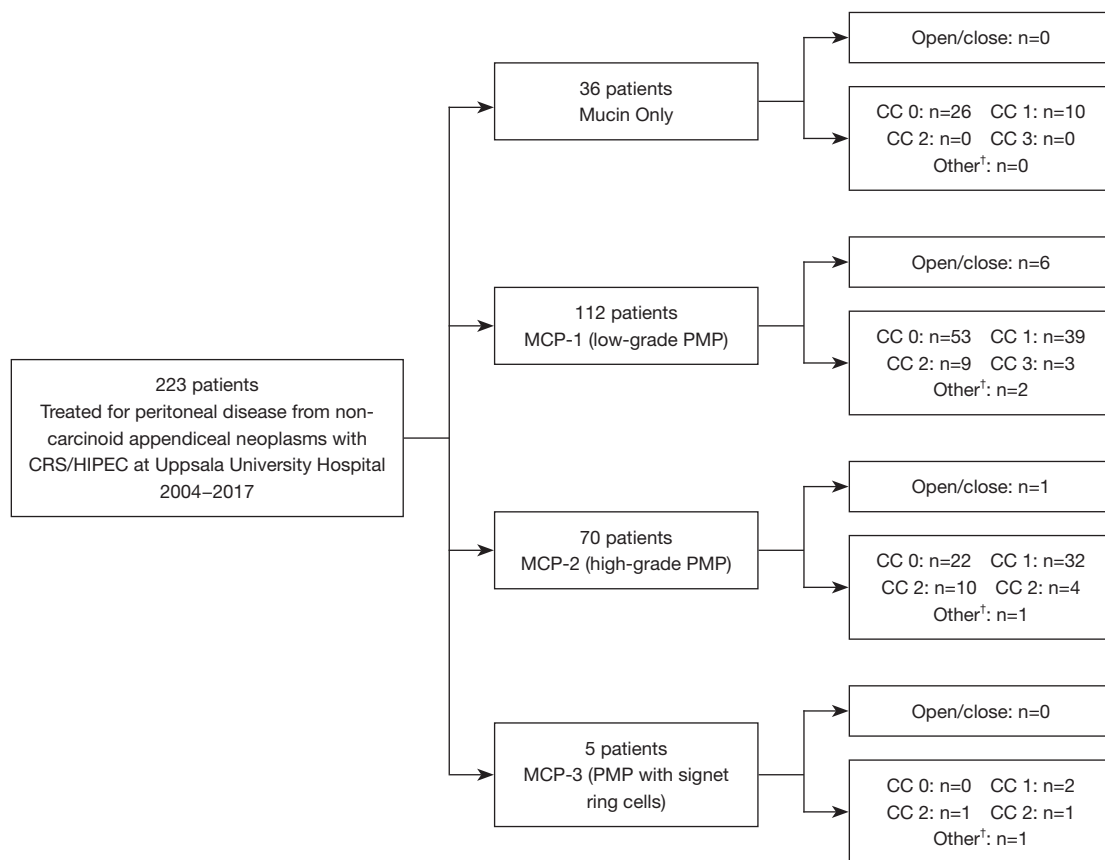 223 patients
Treated for peritoneal disease from non-
carcinoid appendiceal neoplasms with
CRS/HIPEC at Uppsala University Hospital
2004–2017
36 patients
Mucin Only
Open/close: n=0
CC 0: n=26 CC 1: n=10
CC 2: n=0 CC 3: n=0
Other†: n=0
112 patients
MCP-1 (low-grade PMP)
Open/close: n=6
CC 0: n=53 CC 1: n=39
CC 2: n=9 CC 3: n=3
Other†: n=2
70 patients
MCP-2 (high-grade PMP)
Open/close: n=1
CC 0: n=22 CC 1: n=32
CC 2: n=10 CC 2: n=4
Other†: n=1
5 patients
MCP-3 (PMP with signet
ring cells)
Open/close: n=0
CC 0: n=0 CC 1: n=2
CC 2: n=1 CC 2: n=1
Other†: n=1